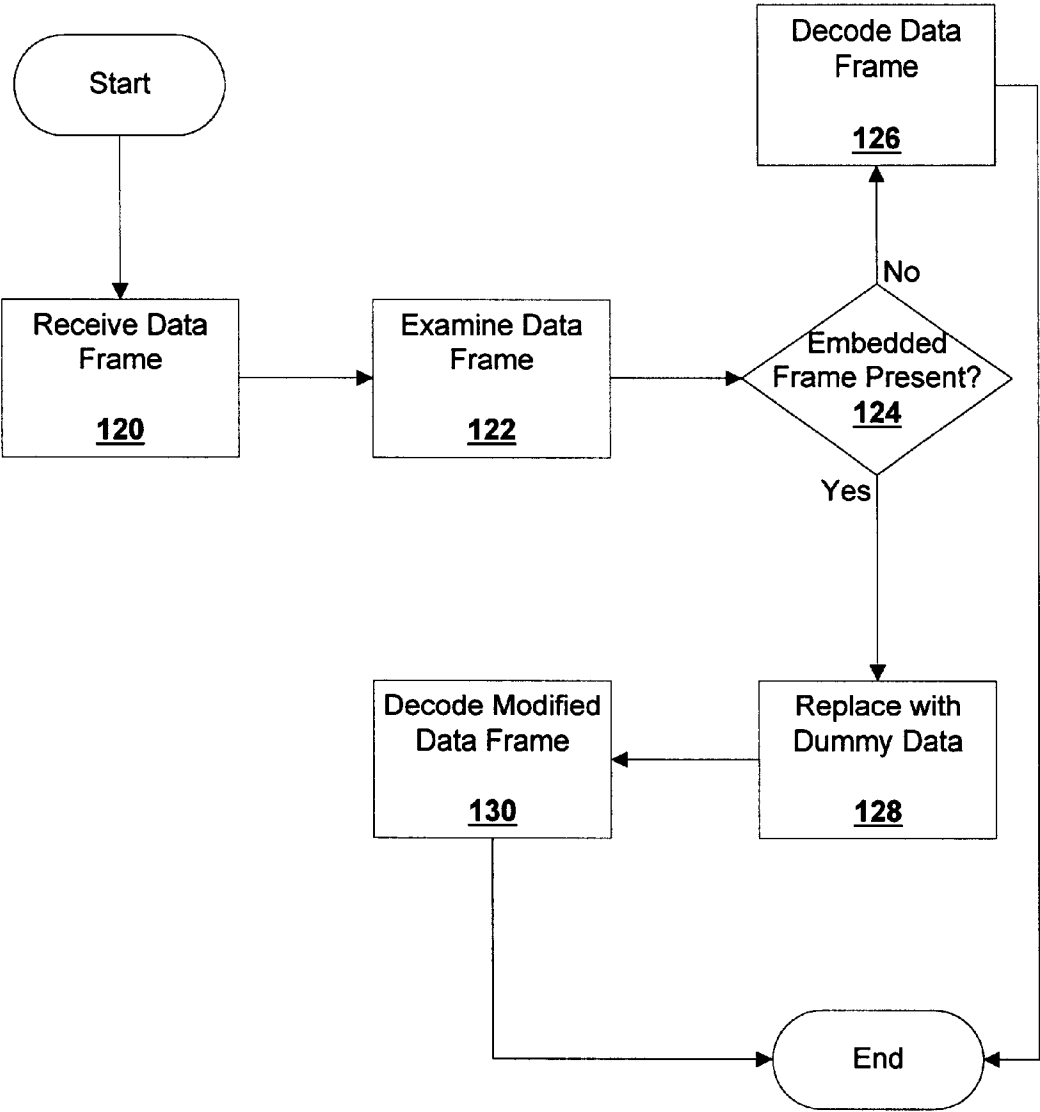 Start
Receive Data
Frame
120
Examine Data
Frame
122
Embedded
Frame Present?
124
No
Decode Data
Frame
126
Yes
Replace with
Dummy Data
128
Decode Modified
Data Frame
130
End